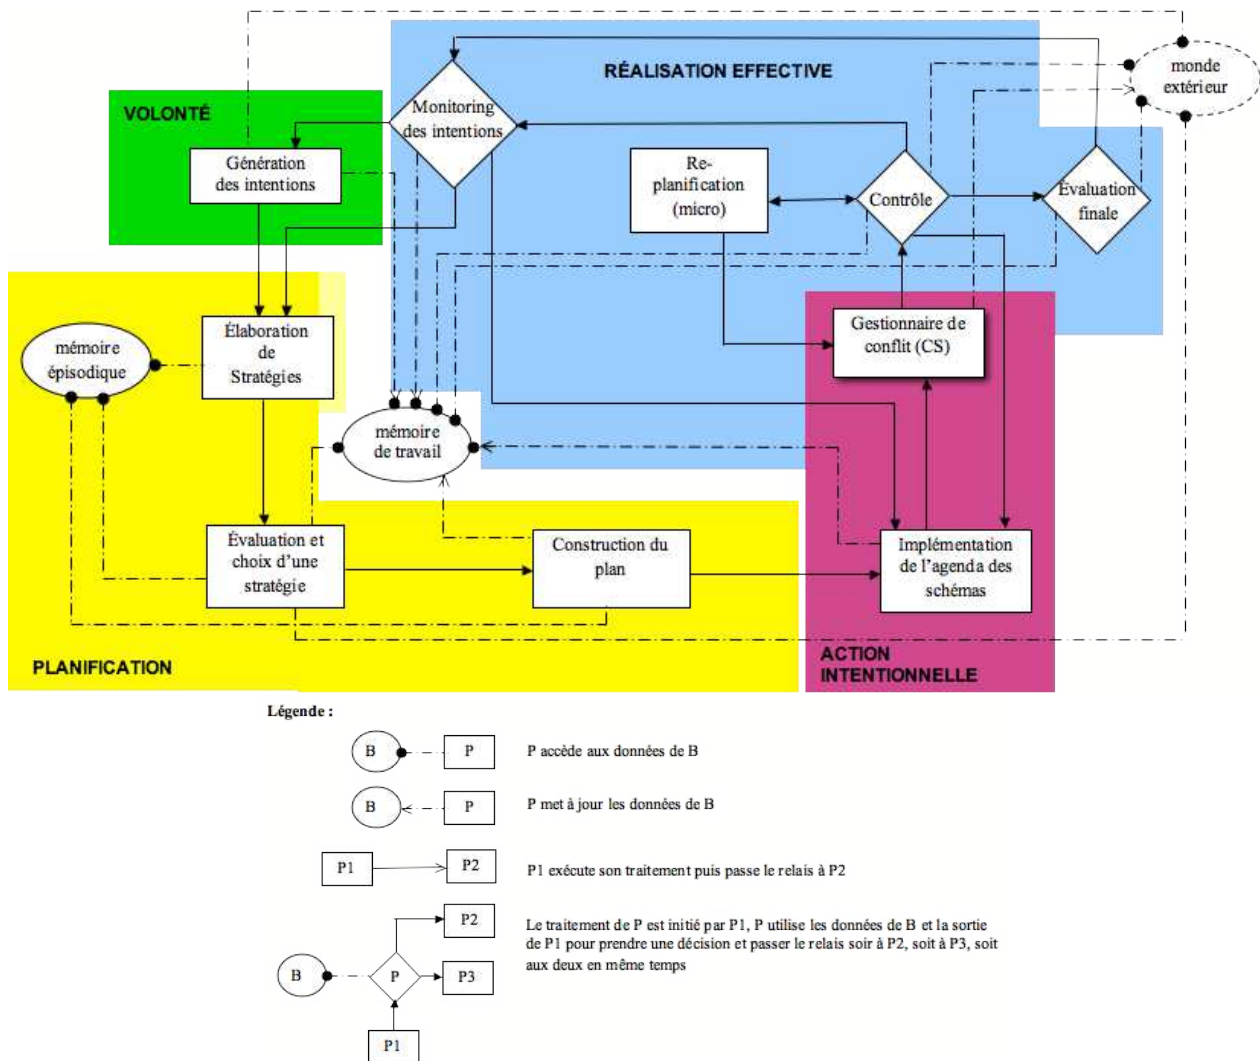 RÉALISATION EFFECTIVE
monde
extérieur
VOLONTÉ
Monitoring
des intentions
Génération
des intentions
Re-
planification
(micro)
Contrôle
Évaluation
finale
Élaboration
de
Stratégies
mémoire
épisodique
Gestionnaire de
conflit (CS)
mémoire
de travail
Évaluation et
choix d'une
stratégie
Construction du
plan
Implémentation
de l'agenda des
schémas
PLANIFICATION
ACTION
INTENTIONNELLE
Légende :
B
P
P accède aux données de B
B
P
P met à jour les données de B
P1
P2
P1 exécute son traitement puis passe le relais à P2
P2
B
P
P3
P1
Le traitement de P est initié par P1, P utilise les données de B et la sortie
de P1 pour prendre une décision et passer le relais soir à P2, soit à P3, soit
aux deux en même temps